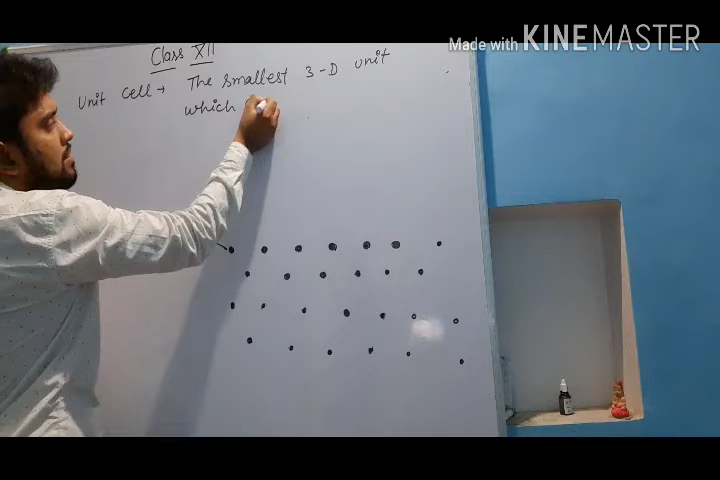 Made with KINEMASTER
Class XII
Unit cell → The smallest 3-D unit
which